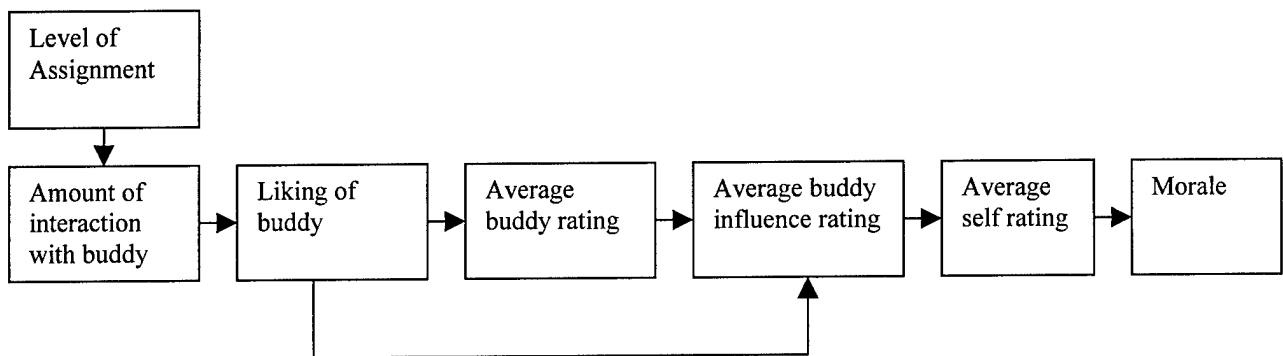 Level of
Assignment
Amount of
interaction
with buddy
Liking of
buddy
Average
buddy rating
Average buddy
influence rating
Average
self rating
Morale